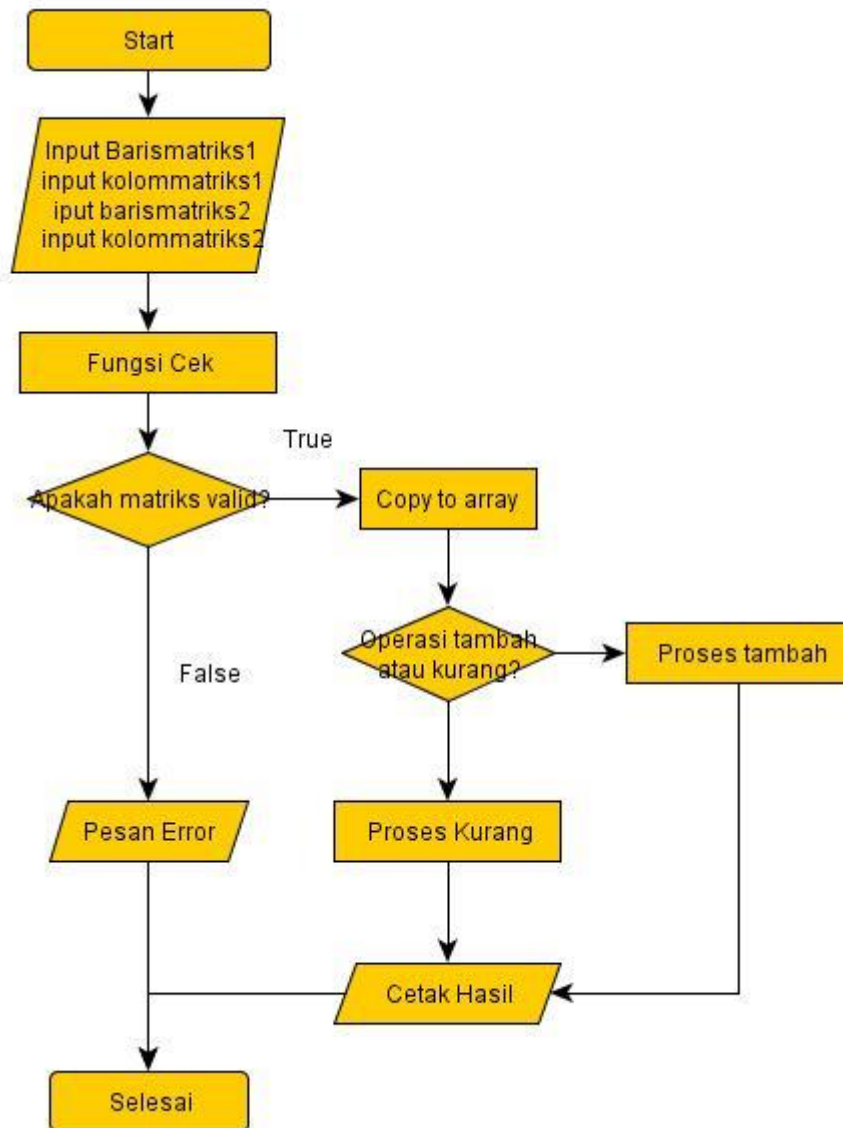 Start
Input Barismatriks1
input kolommatriks1
iput barismatriks2
input kolommatriks2
Fungsi Cek
True
Apakah matriks valid?
Copy to array
Operasi tambah
atau kurang?
Proses tambah
False
Pesan Error
Proses Kurang
Cetak Hasil
Selesai